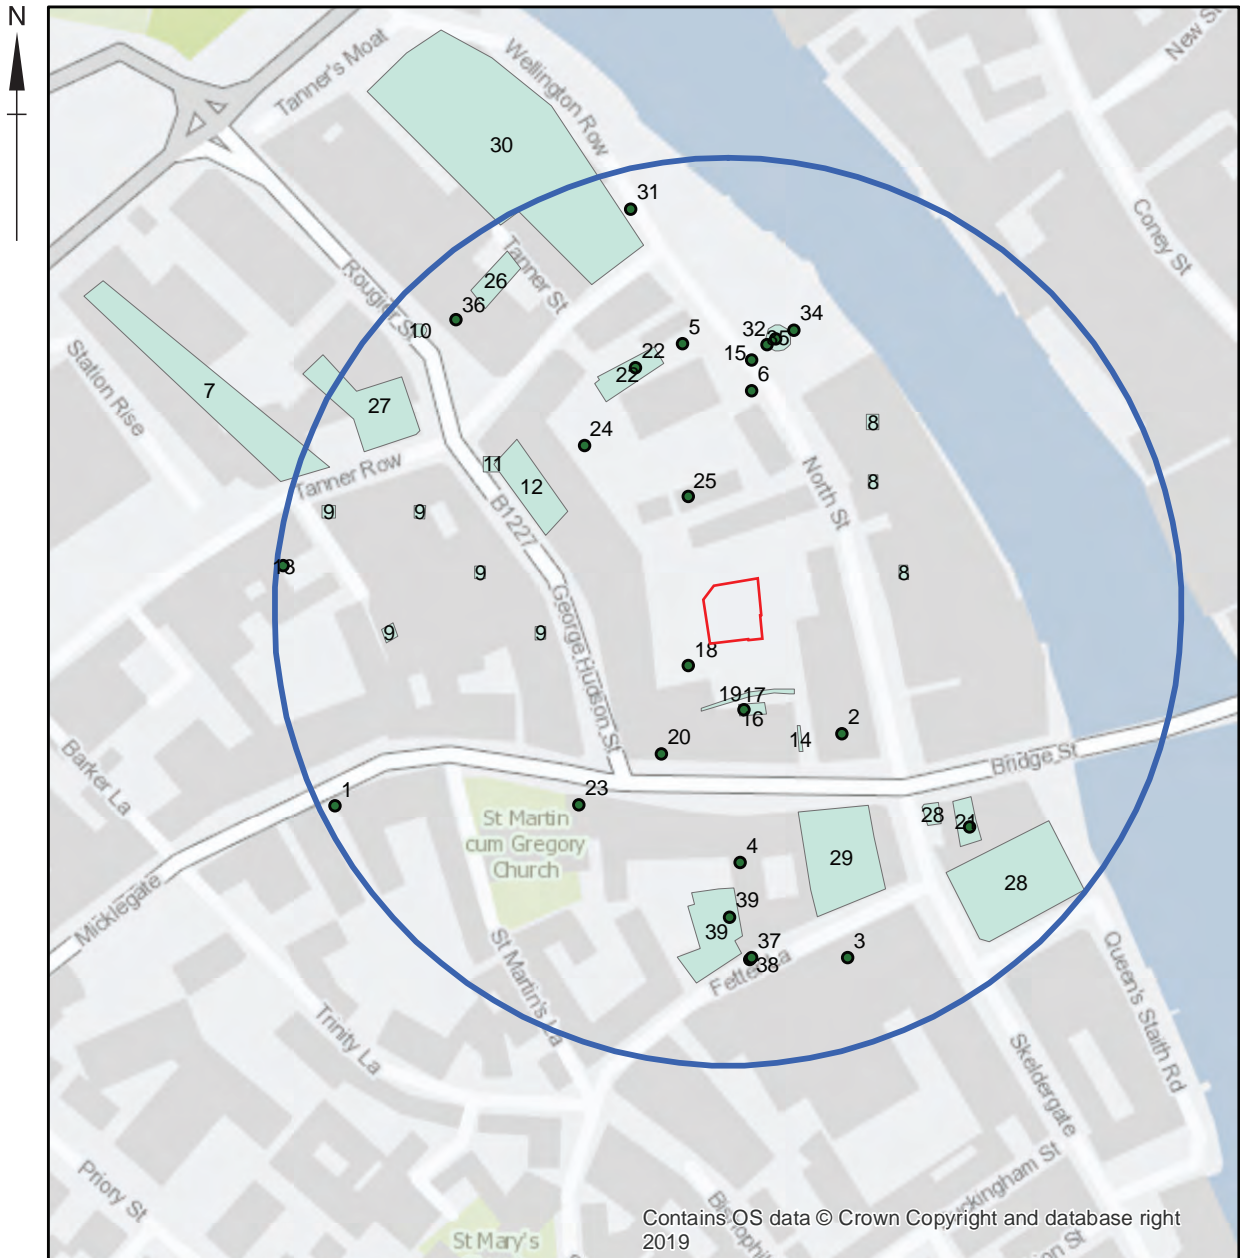 N
Tanner's Moat
Wellington Row
New St
30
31
Coney St
Tanner St
26
Rougier St
36
10
34
32
5
35
15
22
22
6
7
27
8
Station Rise
24
11
Tanner Row
12
North St
8
25
9
9
B1227
13
9
8
George Hudson St
9
9
18
19
17
16
2
14
20
Bridge St
Barker La
1
23
St Martin
cum Gregory
Church
28
21
4
29
28
Micklegate
39
39
37
38
3
Fetter La
St Martin's La
Queen's Staith Rd
Trinity La
Skeldergate
Priory St
St Mary's
Contains OS data © Crown Copyright and database right
2019